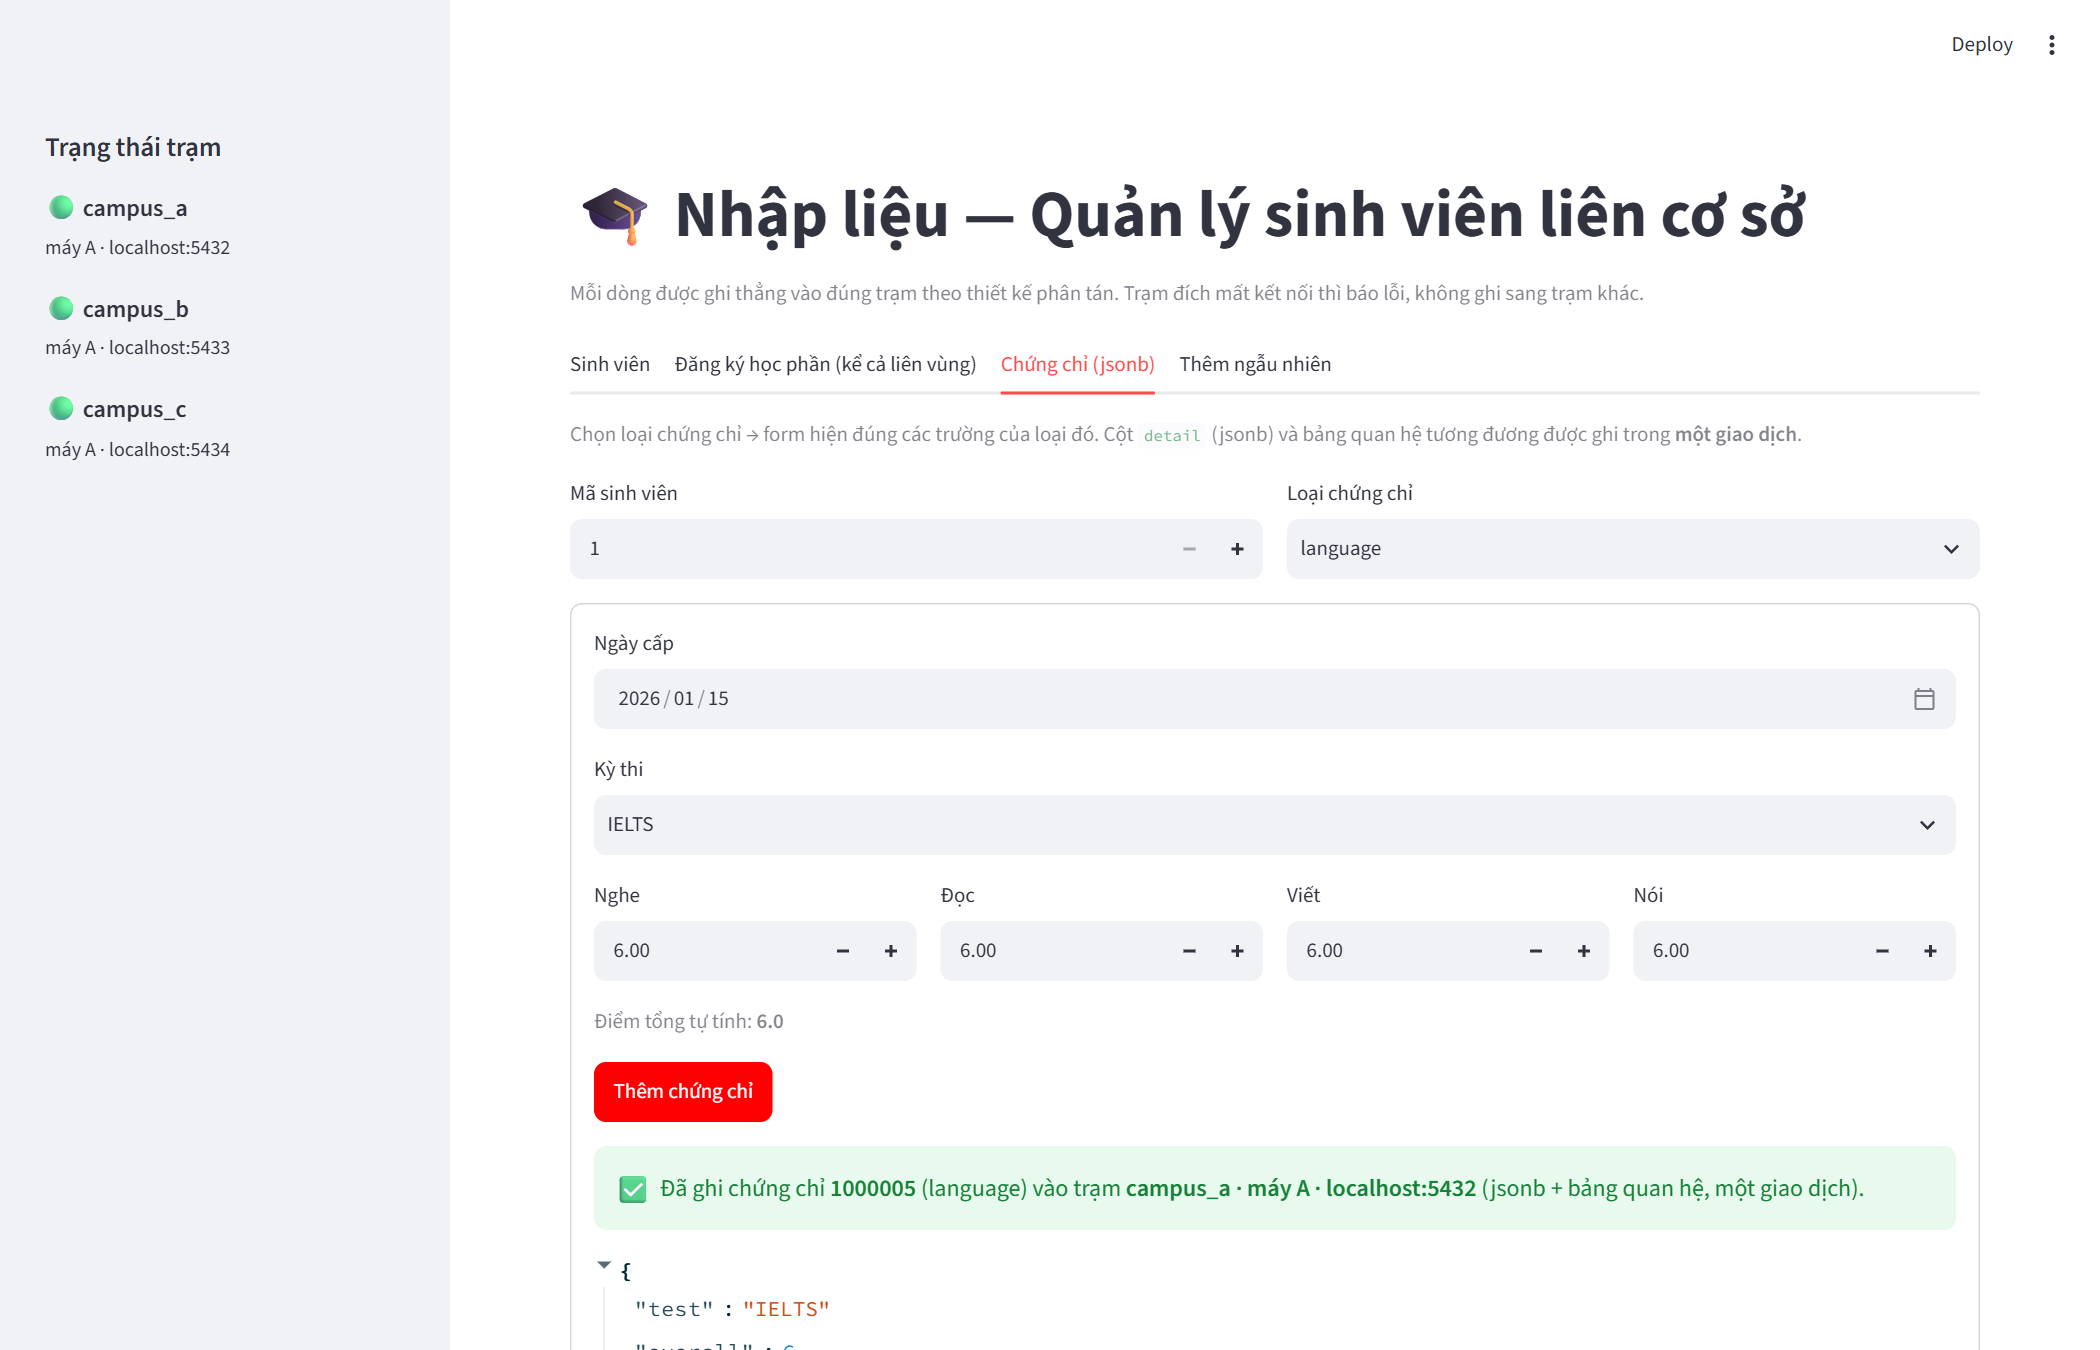 Deploy
Trạng thái trạm
campus_a
máy A · localhost:5432
campus_b
máy A · localhost:5433
campus_c
máy A · localhost:5434
Nhập liệu — Quản lý sinh viên liên cơ sở
Mỗi dòng được ghi thẳng vào đúng trạm theo thiết kế phân tán. Trạm đích mất kết nối thì báo lỗi, không ghi sang trạm khác.
Sinh viên Đăng ký học phần (kể cả liên vùng) Chứng chỉ (jsonb) Thêm ngẫu nhiên
Chọn loại chứng chỉ → form hiện đúng các trường của loại đó. Cột detail (jsonb) và bảng quan hệ tương đương được ghi trong một giao dịch.
Mã sinh viên Loại chứng chỉ
1 language
Ngày cấp
2026/01/15
Kỳ thi
IELTS
Nghe Đọc Viết Nói
6.00 6.00 6.00 6.00
Điểm tổng tự tính: 6.0
Thêm chứng chỉ
Đã ghi chứng chỉ 1000005 (language) vào trạm campus_a · máy A · localhost:5432 (jsonb + bảng quan hệ, một giao dịch).
{
"test" : "IELTS"